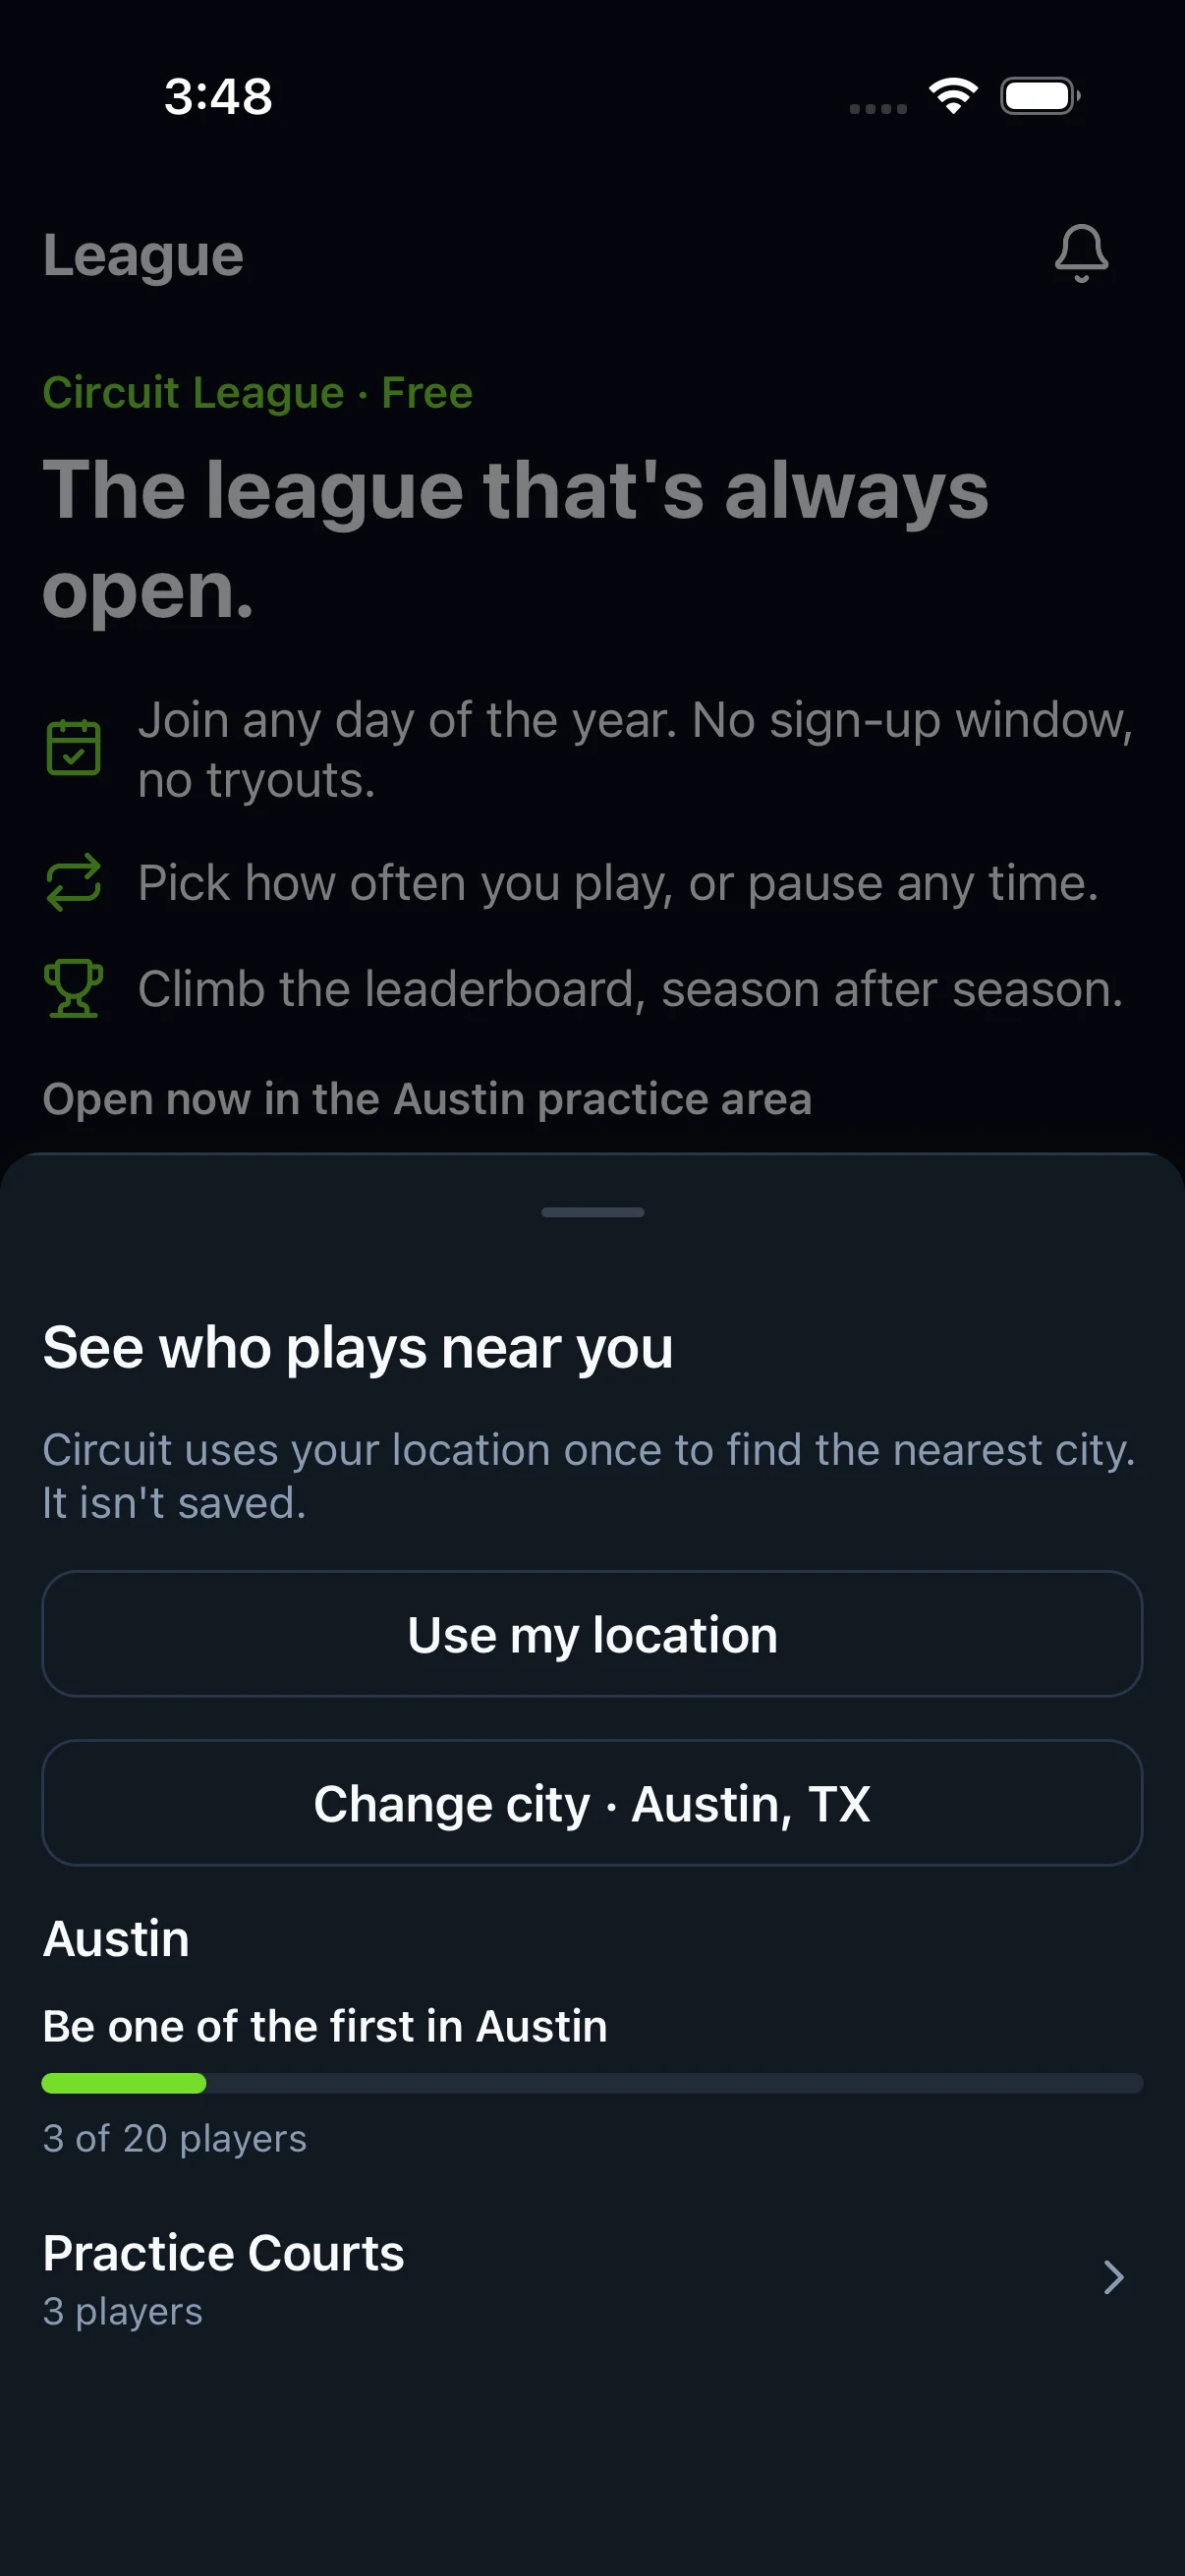 3:48
League
Circuit League · Free
The league that's always
open.
Join any day of the year. No sign-up window,
no tryouts.
Pick how often you play, or pause any time.
Climb the leaderboard, season after season.
Open now in the Austin practice area
See who plays near you
Circuit uses your location once to find the nearest city.
It isn't saved.
Use my location
Change city · Austin, TX
Austin
Be one of the first in Austin
3 of 20 players
Practice Courts
3 players